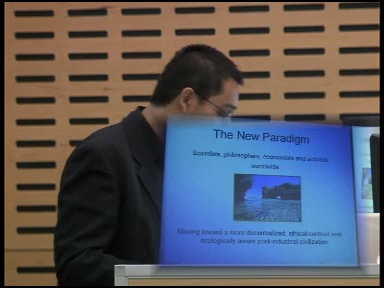 The New Paradigm
Scientists, philosophers, economists and activists
worldwide
Moving toward a more decentralized, ethical-centred and
ecologically aware post-industrial civilization